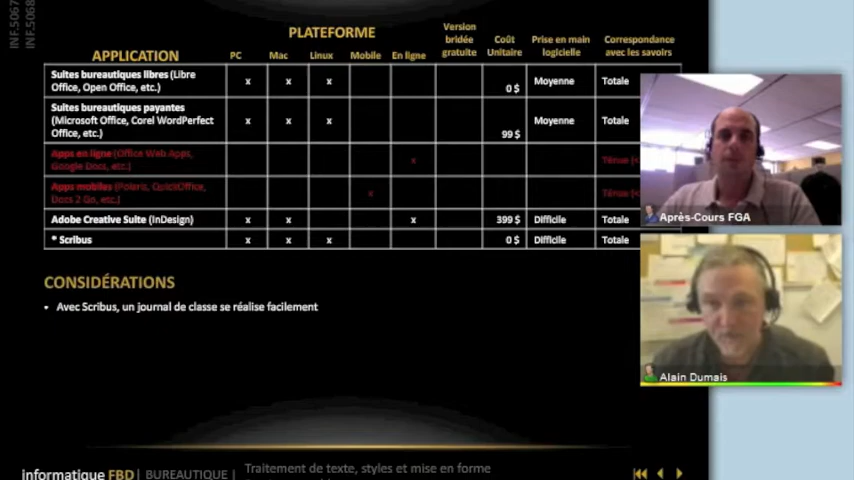 INF.5067
INF.5068
PLATEFORME
Version bridée gratuite
Coût Unitaire
Prise en main logicielle
Correspondance avec les savoirs
APPLICATION
PC Mac Linux Mobile En ligne
Suites bureautiques libres (Libre
Office, Open Office, etc.)
x x x 0 $ Moyenne Totale
Suites bureautiques payantes
(Microsoft Office, Corel WordPerfect
Office, etc.)
x x x 99 $ Moyenne Totale
Apps en ligne (Office Web Apps,
Google Docs, etc.)
x Ténue (<
Apps mobiles (Polaris, QuickOffice,
Docs 2 Go, etc.)
x Ténue (<
Adobe Creative Suite (InDesign) x x x 399 $ Difficile Totale
* Scribus x x x 0 $ Difficile Totale
Après-Cours FGA
CONSIDÉRATIONS
• Avec Scribus, un journal de classe se réalise facilement
Alain Dumais
informatique FBD | BUREAUTIQUE | Traitement de texte, styles et mise en forme